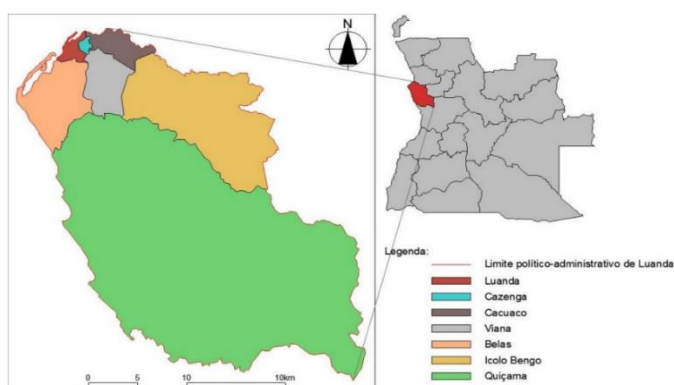 N
Legenda:
Limite político-administrativo de Luanda
Luanda
Cazenga
Cacuaco
Viana
Belas
Icolo Bengo
Quiçama
0 5 10 10km